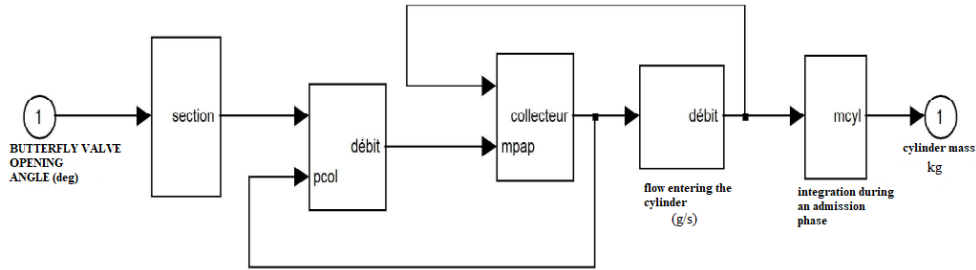 1
BUTTERFLY VALVE
OPENING
ANGLE (deg)
section
débit
pcol
collecteur
mpap
débit
flow entering the
cylinder
(g/s)
mcyl
integration during
an admission
phase
1
cylinder mass
kg